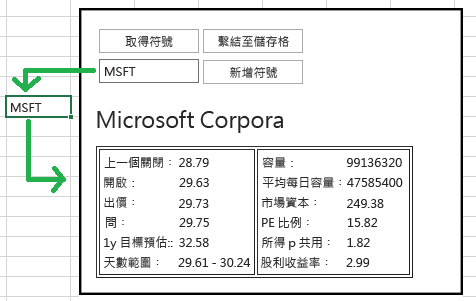 取得符號 繫結至儲存格
MSFT 新增符號
MSFT
Microsoft Corpora
上一個關閉： 28.79 容量： 99136320
開啟： 29.63 平均每日容量： 47585400
出價： 29.73 市場資本： 249.38
問： 29.75 PE 比例： 15.82
1y 目標預估:: 32.58 所得 p 共用： 1.82
天數範圍： 29.61 - 30.24 股利收益率： 2.99